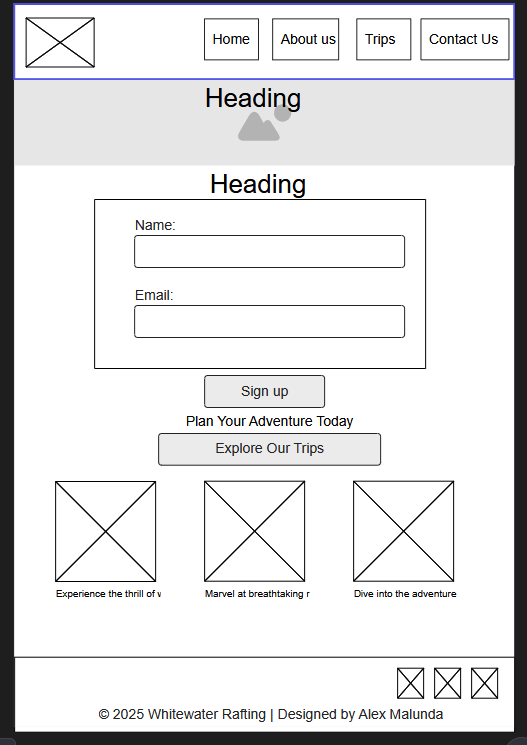 Home About us Trips Contact Us
Heading
Heading
Name:
Email:
Sign up
Plan Your Adventure Today
Explore Our Trips
Experience the thrill of
Marvel at breathtaking
Dive into the adventure
© 2025 Whitewater Rafting | Designed by Alex Malunda